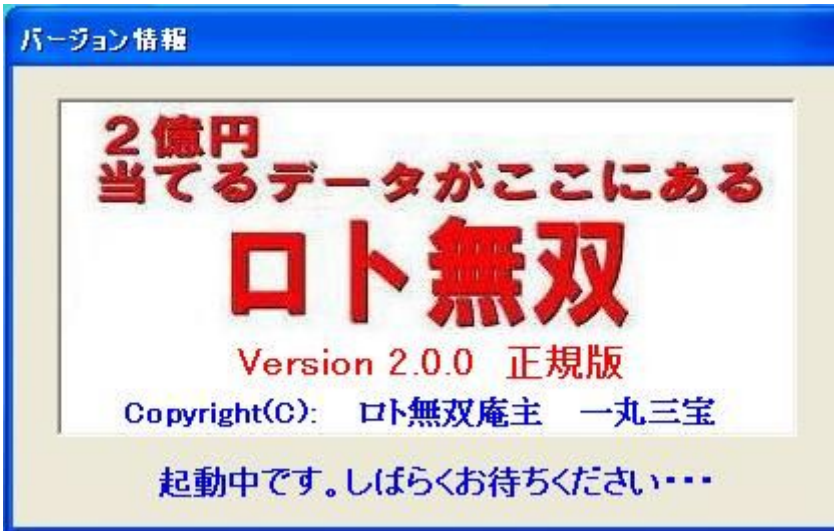 バージョン情報
２億円
当てるデータがここにある
ロト無双
Version 2.0.0 正規版
Copyright(C): ロト無双庵主 一丸三宝
起動中です。しばらくお待ちください・・・